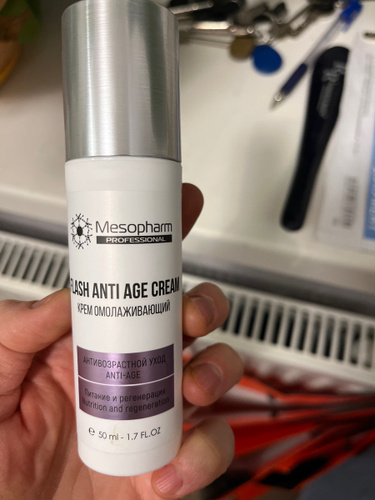 Mesopharm
PROFESSIONAL
FLASH ANTI AGE CREAM
КРЕМ ОМОЛАЖИВАЮЩИЙ
АНТИВОЗРАСТНОЙ УХОД
ANTI-AGE
Питание и регенерация
nutrition and regeneration
℮ 50 ml - 1.7 FL.OZ